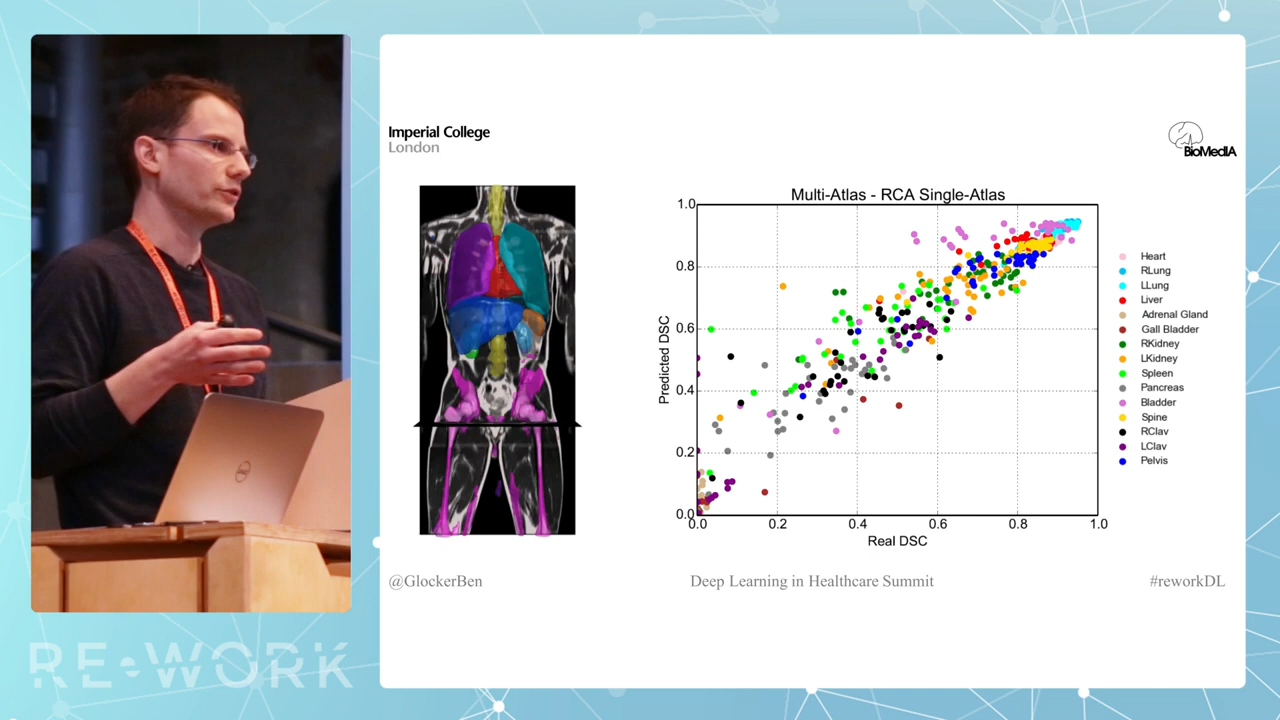 Imperial College
London
BioMedIA
Multi-Atlas - RCA Single-Atlas
1.0
0.8
0.6
0.4
0.2
0.0
0.0 0.2 0.4 0.6 0.8 1.0
Predicted DSC
Real DSC
Heart
RLung
LLung
Liver
Adrenal Gland
Gall Bladder
RKidney
LKidney
Spleen
Pancreas
Bladder
Spine
RClav
LClav
Pelvis
@GlockerBen
Deep Learning in Healthcare Summit
#reworkDL
RE•WORK